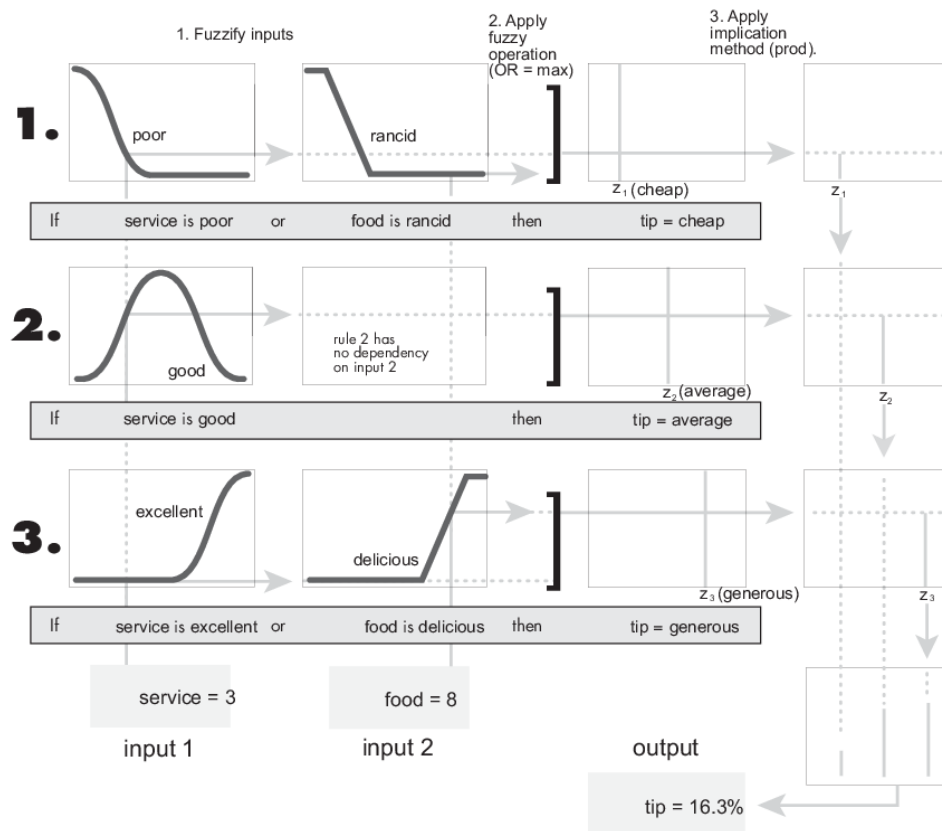 1. Fuzzify inputs
2. Apply
fuzzy
operation
(OR = max)
3. Apply
implication
method (prod).
1.
poor
rancid
z1 (cheap)
z1
If service is poor or food is rancid then tip = cheap
2.
good
rule 2 has
no dependency
on input 2
z2 (average)
z2
If service is good then tip = average
3.
excellent
delicious
z3 (generous)
z3
If service is excellent or food is delicious then tip = generous
service = 3
food = 8
input 1
input 2
output
tip = 16.3%